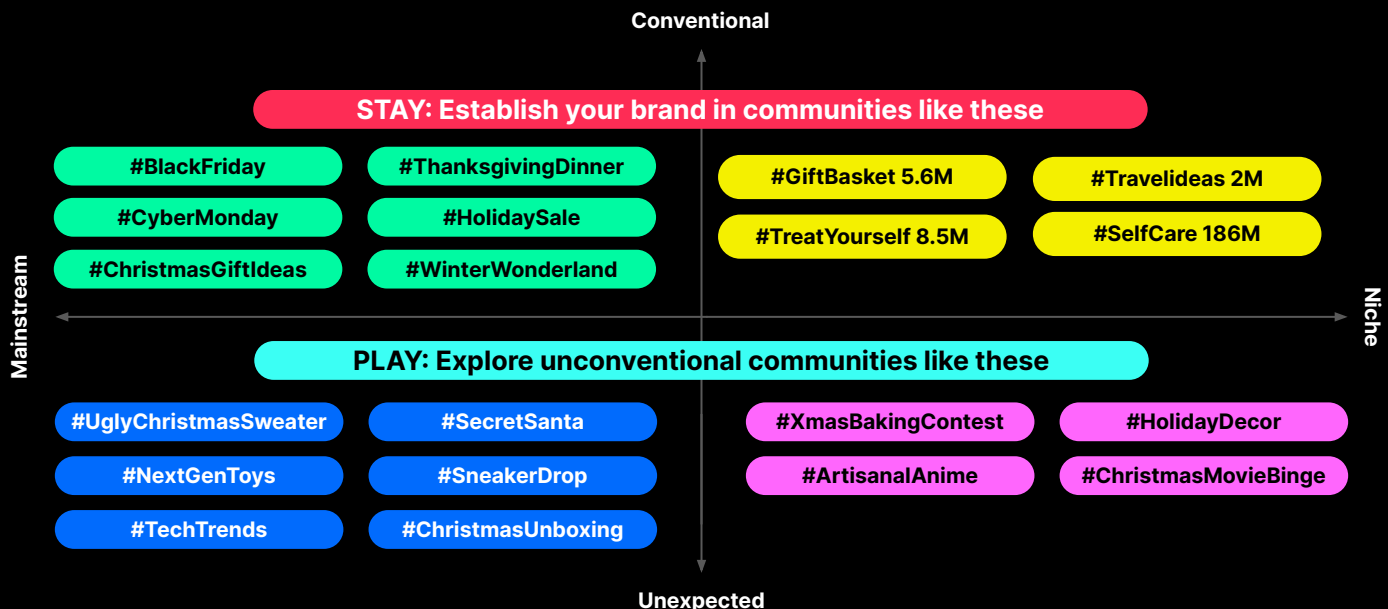 Conventional
STAY: Establish your brand in communities like these
#BlackFriday
#ThanksgivingDinner
#CyberMonday
#HolidaySale
#ChristmasGiftIdeas
#WinterWonderland
#GiftBasket 5.6M
#Travelideas 2M
#TreatYourself 8.5M
#SelfCare 186M
Mainstream
Niche
PLAY: Explore unconventional communities like these
#UglyChristmasSweater
#SecretSanta
#NextGenToys
#SneakerDrop
#TechTrends
#ChristmasUnboxing
#XmasBakingContest
#HolidayDecor
#ArtisanalAnime
#ChristmasMovieBinge
Unexpected